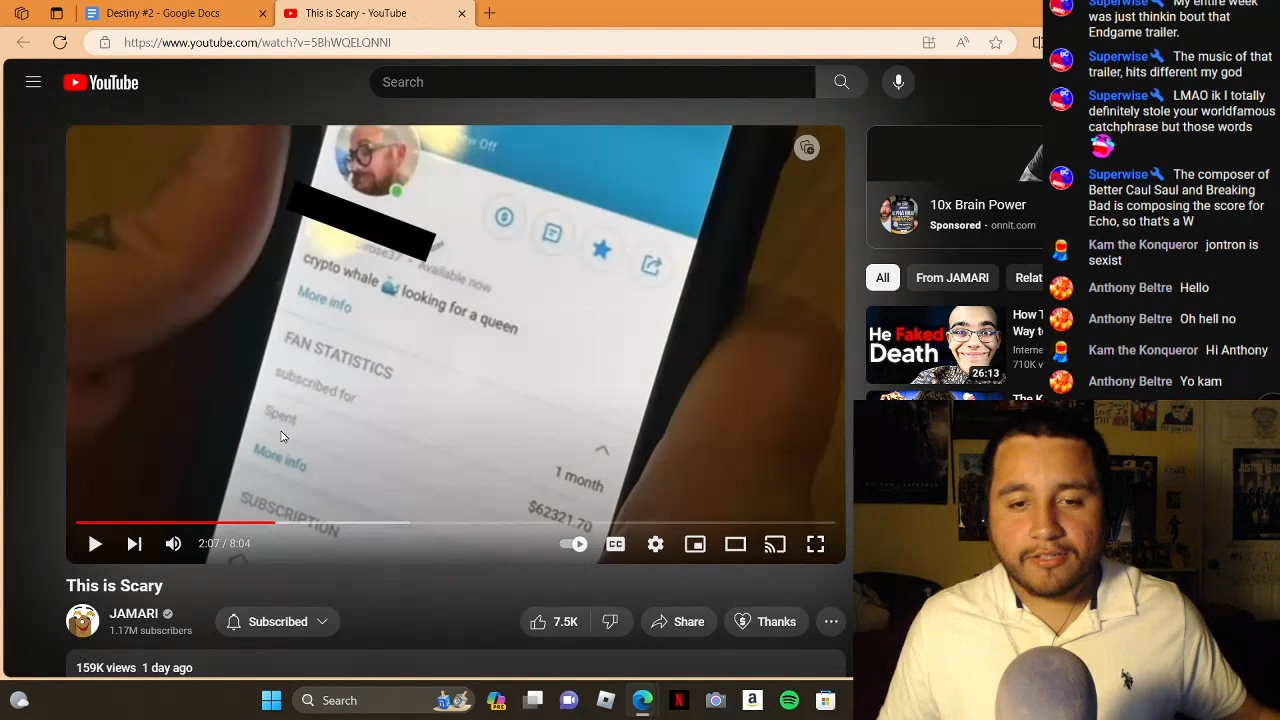 Destiny #2 - Google Docs
This is Scary - YouTube
https://www.youtube.com/watch?v=5BhWQELQNNI
YouTube
Search
Off
Available now
crypto whale 🐳 looking for a queen
More info
FAN STATISTICS
subscribed for
1 month
Spent
$62321.70
More info
SUBSCRIPTION
2:07 / 8:04
CC
This is Scary
JAMARI
1.17M subscribers
Subscribed
7.5K
Share
Thanks
159K views 1 day ago
10x Brain Power
Sponsored · onnit.com
All
From JAMARI
Relat
He Faked
Death
26:13
How T
Way to
Interne
710K v
The K
Superwise My entire week
was just thinkin bout that
Endgame trailer.
Superwise The music of that
trailer, hits different my god
Superwise LMAO ik I totally
definitely stole your worldfamous
catchphrase but those words
Superwise The composer of
Better Caul Saul and Breaking
Bad is composing the score for
Echo, so that's a W
Kam the Konqueror jontron is
sexist
Anthony Beltre Hello
Anthony Beltre Oh hell no
Kam the Konqueror Hi Anthony
Anthony Beltre Yo kam
Search
PRE